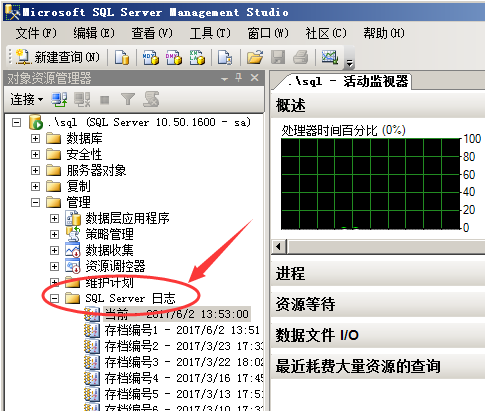 Microsoft SQL Server Management Studio
文件(F) 编辑(E) 查看(V) 工具(T) 窗口(W) 社区(C) 帮助(H)
新建查询(N)
对象资源管理器
连接
.\sql (SQL Server 10.50.1600 - sa)
数据库
安全性
服务器对象
复制
管理
数据层应用程序
策略管理
数据收集
资源调控器
维护计划
SQL Server 日志
当前 - 2017/6/2 13:53:00
存档编号1 - 2017/6/2 13:51
存档编号2 - 2017/3/23 17:33
存档编号3 - 2017/3/22 18:02
存档编号4 - 2017/3/16 17:45
存档编号5 - 2017/3/13 17:37
存档编号6 - 2017/3/10 17:3
.\sql - 活动监视器
概述
处理器时间百分比 (0%)
100
80
60
40
20
0
进程
资源等待
数据文件 I/O
最近耗费大量资源的查询